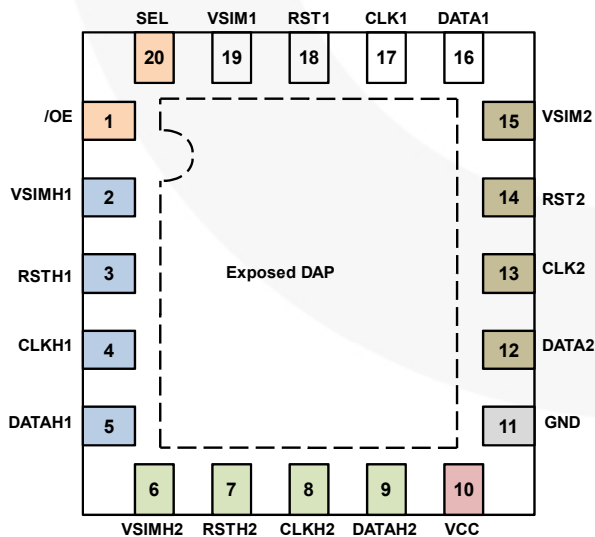 SEL VSIM1 RST1 CLK1 DATA1
20 19 18 17 16
/OE 1 15 VSIM2
VSIMH1 2 14 RST2
RSTH1 3 Exposed DAP 13 CLK2
CLKH1 4 12 DATA2
DATAH1 5 11 GND
6 7 8 9 10
VSIMH2 RSTH2 CLKH2 DATAH2 VCC